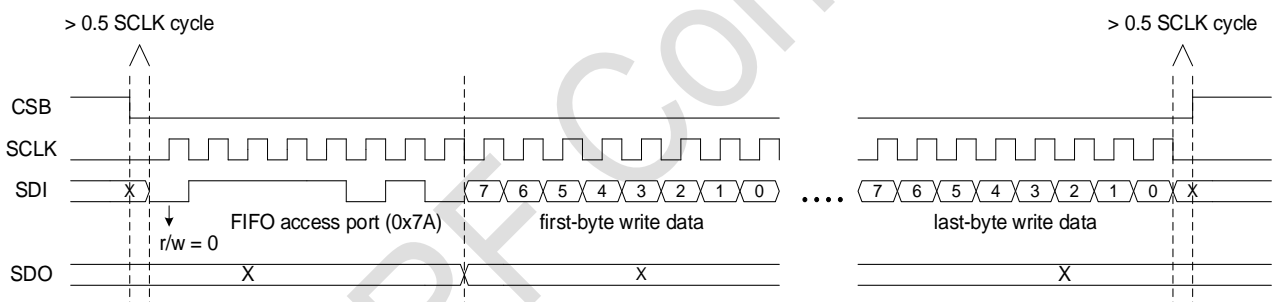 > 0.5 SCLK cycle > 0.5 SCLK cycle
CSB
SCLK
SDI X 7 6 5 4 3 2 1 0 .... 7 6 5 4 3 2 1 0 X
FIFO access port (0x7A) first-byte write data last-byte write data
r/w = 0
SDO X X X